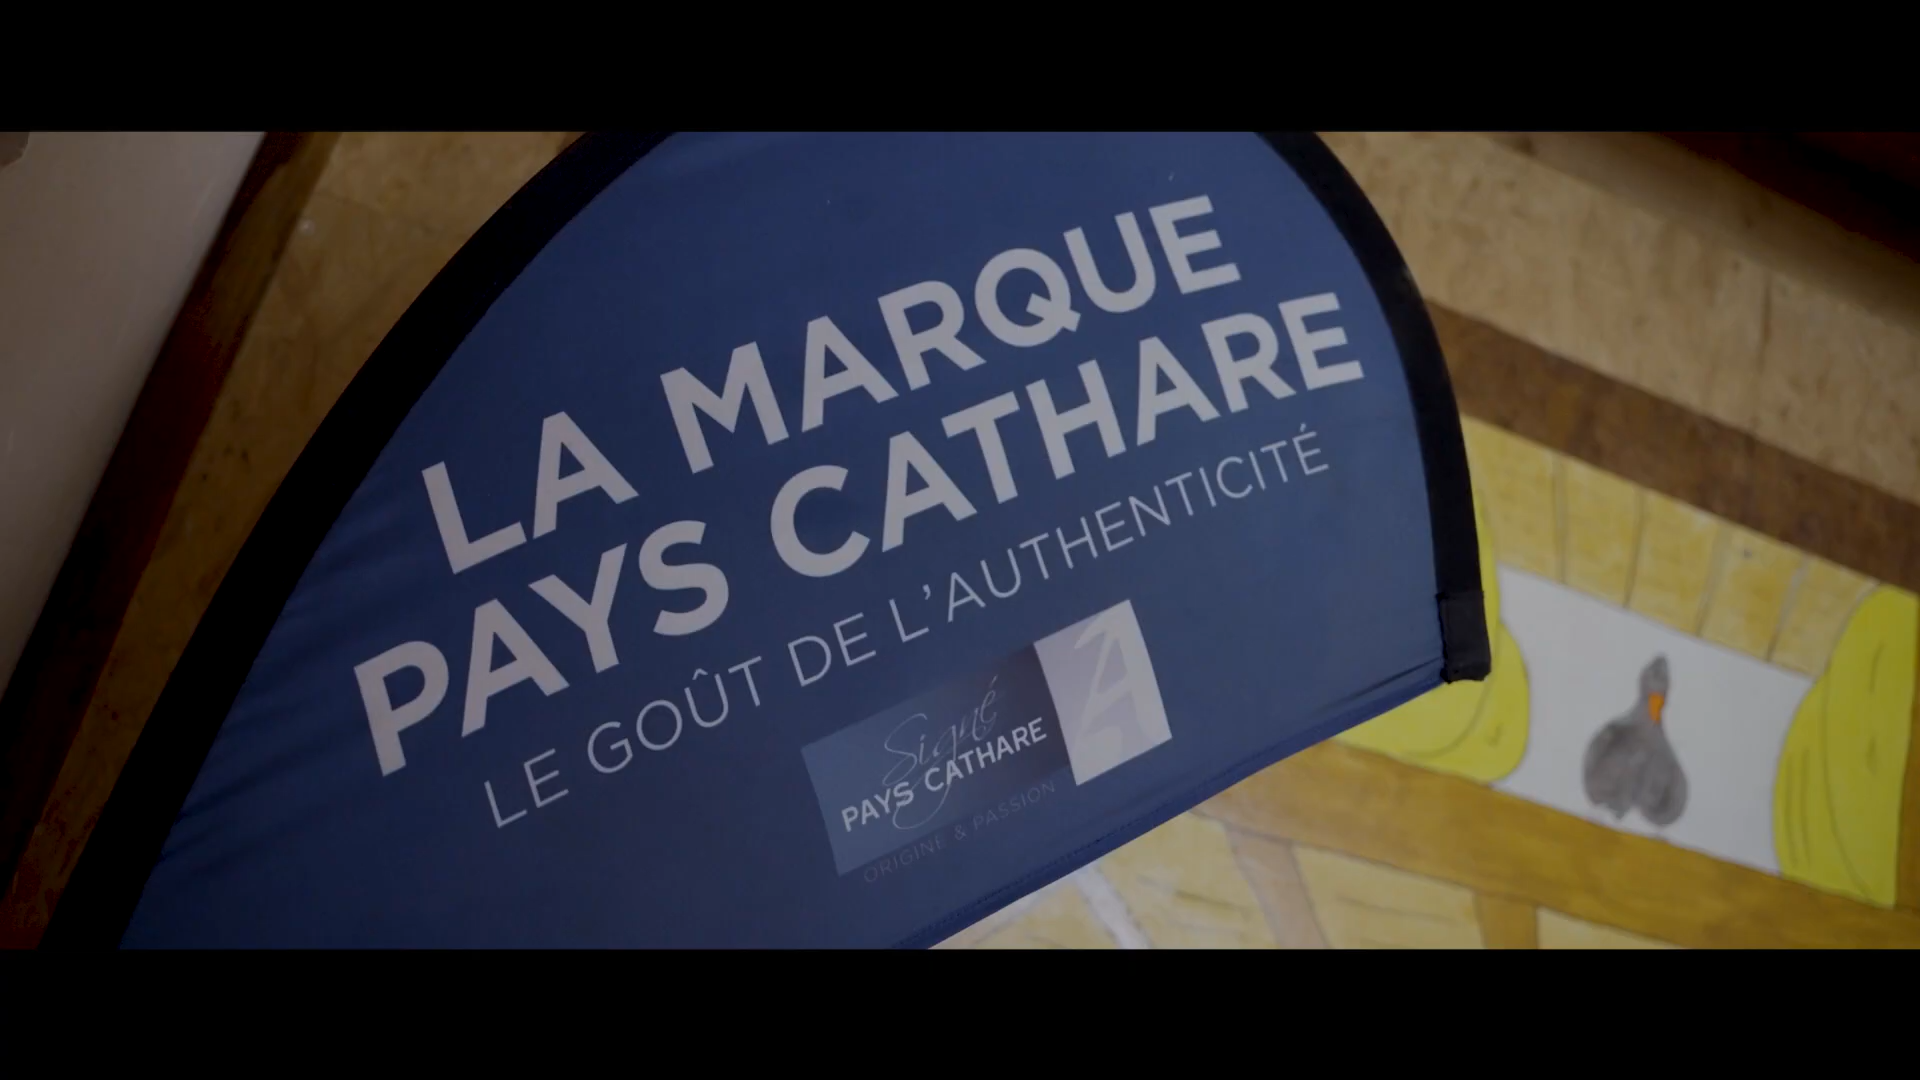 LA MARQUE
PAYS CATHARE
LE GOÛT DE L'AUTHENTICITÉ
Signé
PAYS CATHARE
ORIGINE & PASSION